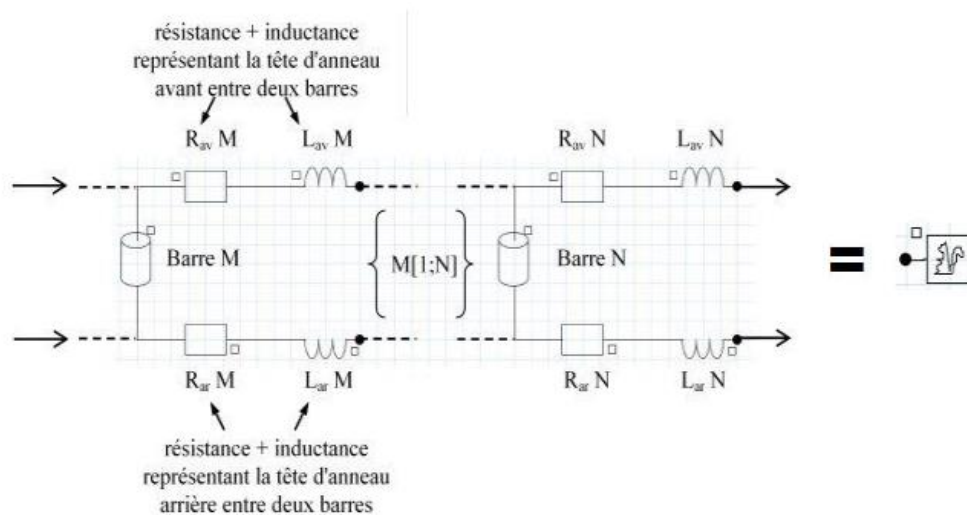 résistance + inductance
représentant la tête d'anneau
avant entre deux barres
R_av M
L_av M
R_av N
L_av N
Barre M
M[1;N]
Barre N
=
R_ar M
L_ar M
R_ar N
L_ar N
résistance + inductance
représentant la tête d'anneau
arrière entre deux barres